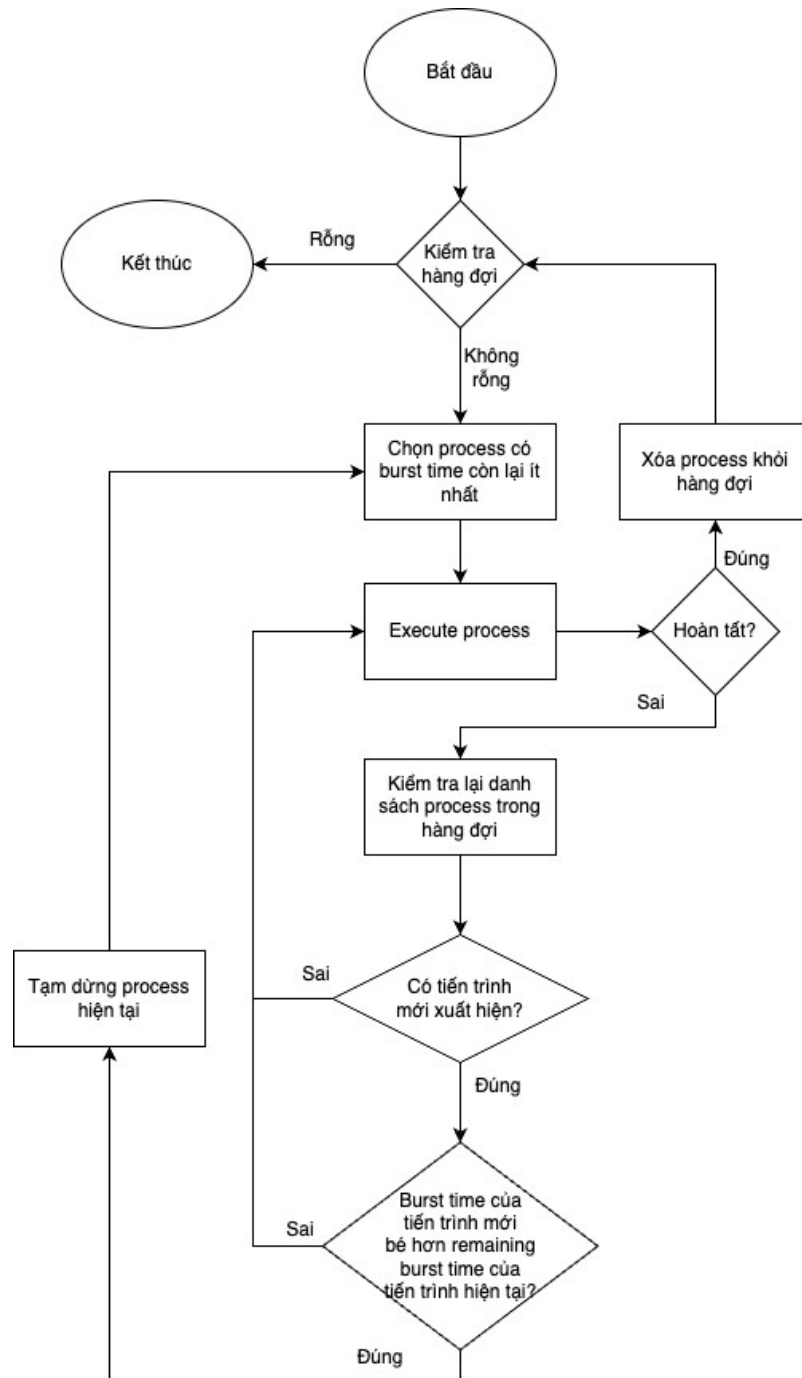 Bắt đầu
Rỗng
Kết thúc
Kiểm tra
hàng đợi
Không
rỗng
Chọn process có
burst time còn lại ít
nhất
Xóa process khỏi
hàng đợi
Đúng
Execute process
Hoàn tất?
Sai
Kiểm tra lại danh
sách process trong
hàng đợi
Tạm dừng process
hiện tại
Sai
Có tiến trình
mới xuất hiện?
Đúng
Sai
Burst time của
tiến trình mới
bé hơn remaining
burst time của
tiến trình hiện tại?
Đúng